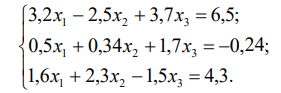 3,2x₁ − 2,5x₂ + 3,7x₃ = 6,5;
0,5x₁ + 0,34x₂ + 1,7x₃ = −0,24;
1,6x₁ + 2,3x₂ − 1,5x₃ = 4,3.